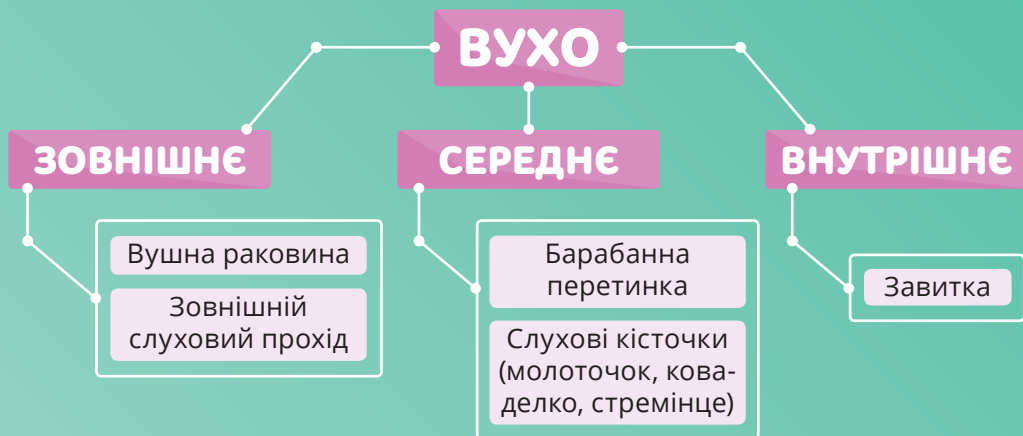 ВУХО
ЗОВНІШНЄ
СЕРЕДНЄ
ВНУТРІШНЄ
Вушна раковина
Зовнішній
слуховий прохід
Барабанна
перетинка
Слухові кісточки
(молоточок, кова-
делко, стремінце)
Завитка